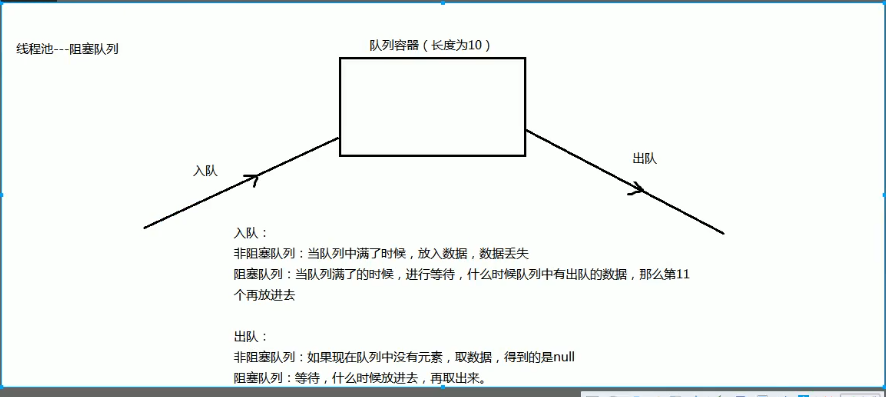 线程池---阻塞队列
队列容器（长度为10）
入队
出队
入队：
非阻塞队列：当队列中满了时候，放入数据，数据丢失
阻塞队列：当队列满了的时候，进行等待，什么时候队列中有出队的数据，那么第11
个再放进去
出队：
非阻塞队列：如果现在队列中没有元素，取数据，得到的是null
阻塞队列：等待，什么时候放进去，再取出来。